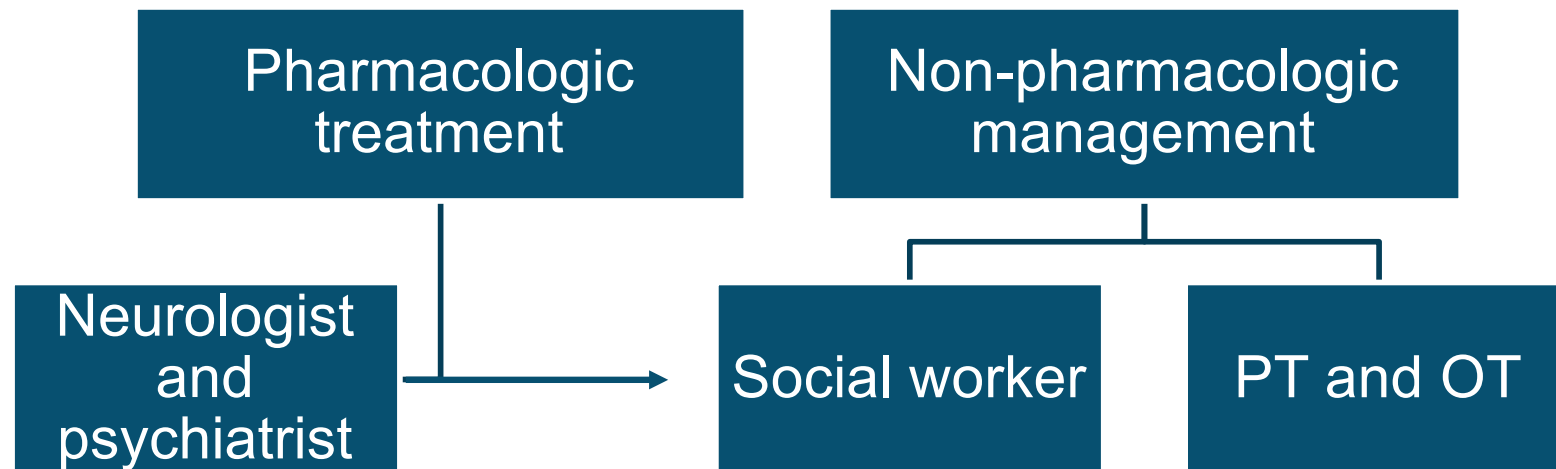 Pharmacologic
treatment
Non-pharmacologic
management
Neurologist
and
psychiatrist
Social worker
PT and OT